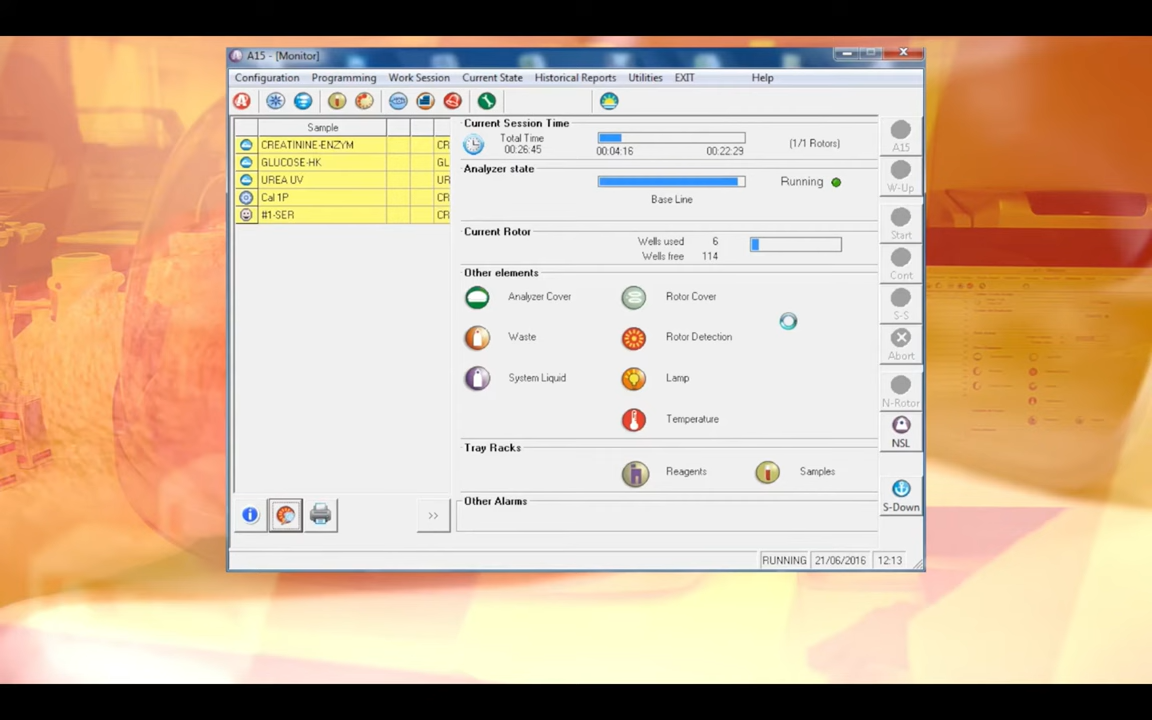 A15 - [Monitor]
Configuration Programming Work Session Current State Historical Reports Utilities EXIT Help
Sample
CREATININE-ENZYM CR
GLUCOSE-HK GL
UREA UV UR
Cal 1P CR
#1-SER CR
Current Session Time
Total Time
00:26:45
00:04:16 00:22:29
(1/1 Rotors)
Analyzer state
Running
Base Line
Current Rotor
Wells used 6
Wells free 114
Other elements
Analyzer Cover Rotor Cover
Waste Rotor Detection
System Liquid Lamp
Temperature
Tray Racks
Reagents Samples
Other Alarms
A15
W-Up
Start
Cont
S-S
Abort
N-Rotor
NSL
S-Down
>>
RUNNING 21/06/2016 12:13